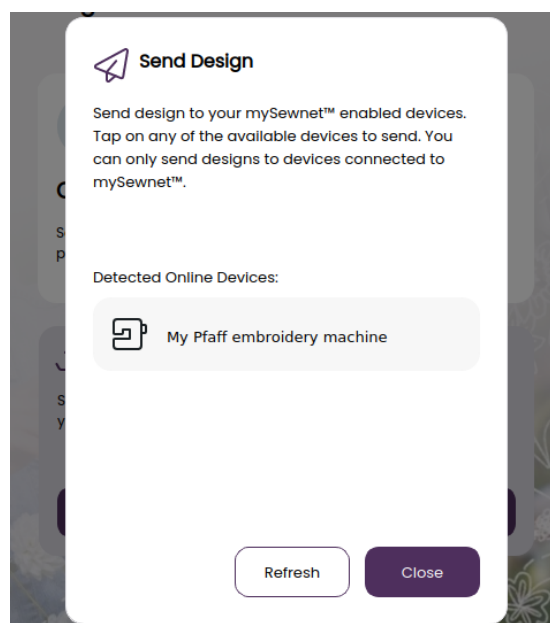 Send Design
Send design to your mySewnet™ enabled devices.
Tap on any of the available devices to send. You
can only send designs to devices connected to
mySewnet™.
Detected Online Devices:
My Pfaff embroidery machine
Refresh
Close